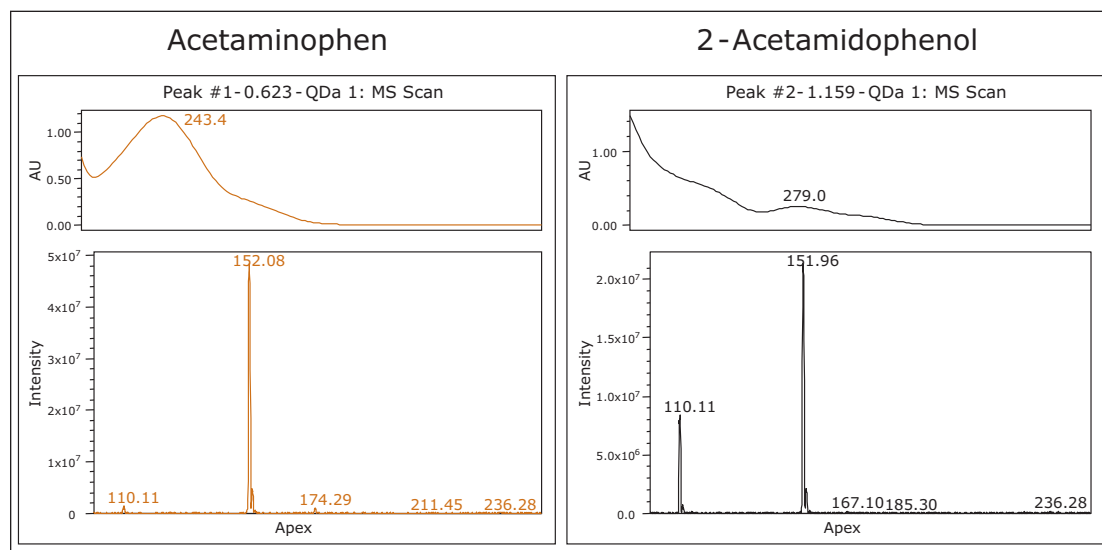 Acetaminophen
Peak #1-0.623-QDa 1: MS Scan
AU
1.00
0.50
0.00
243.4
Intensity
5x10⁷
4x10⁷
3x10⁷
2x10⁷
1x10⁷
0
152.08
110.11
174.29
211.45
236.28
Apex
2-Acetamidophenol
Peak #2-1.159-QDa 1: MS Scan
AU
1.00
0.00
279.0
Intensity
2.0x10⁷
1.5x10⁷
1.0x10⁷
5.0x10⁶
0.0
151.96
110.11
167.10
185.30
236.28
Apex